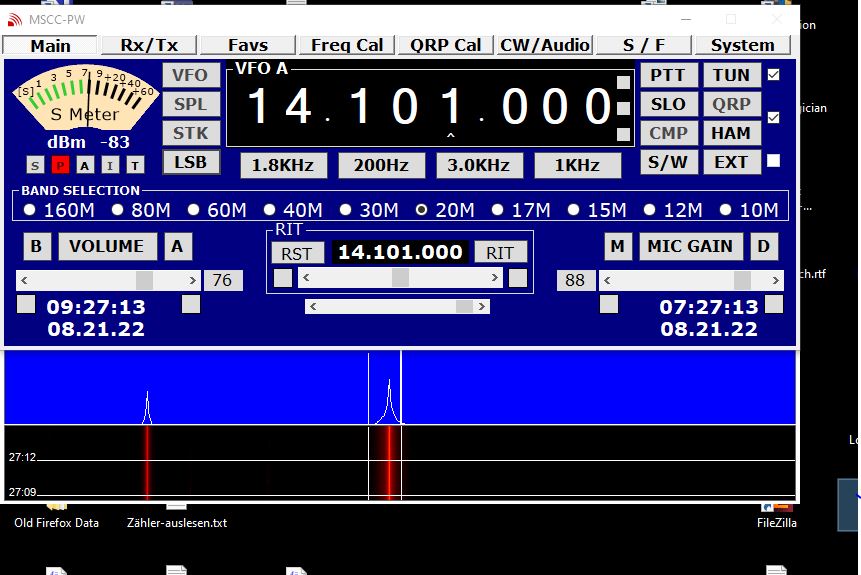 MSCC-PW
ion
Main Rx/Tx Favs Freq Cal QRP Cal CW/Audio S / F System
[S] 1 3 5 7 9 +20 +40 +60
S Meter
dBm -83
S P A I T
VFO
SPL
STK
LSB
VFO A
14.101.000
^
1.8KHz 200Hz 3.0KHz 1KHz
PTT TUN
SLO QRP
CMP HAM
S/W EXT
gician
BAND SELECTION
160M 80M 60M 40M 30M 20M 17M 15M 12M 10M
...
B VOLUME A
RIT
RST 14.101.000 RIT
M MIC GAIN D
< > 76
< >
88 < >
ch.rtf
09:27:13
08.21.22
< >
07:27:13
08.21.22
27:12
27:09
Old Firefox Data Zähler-auslesen.txt FileZilla